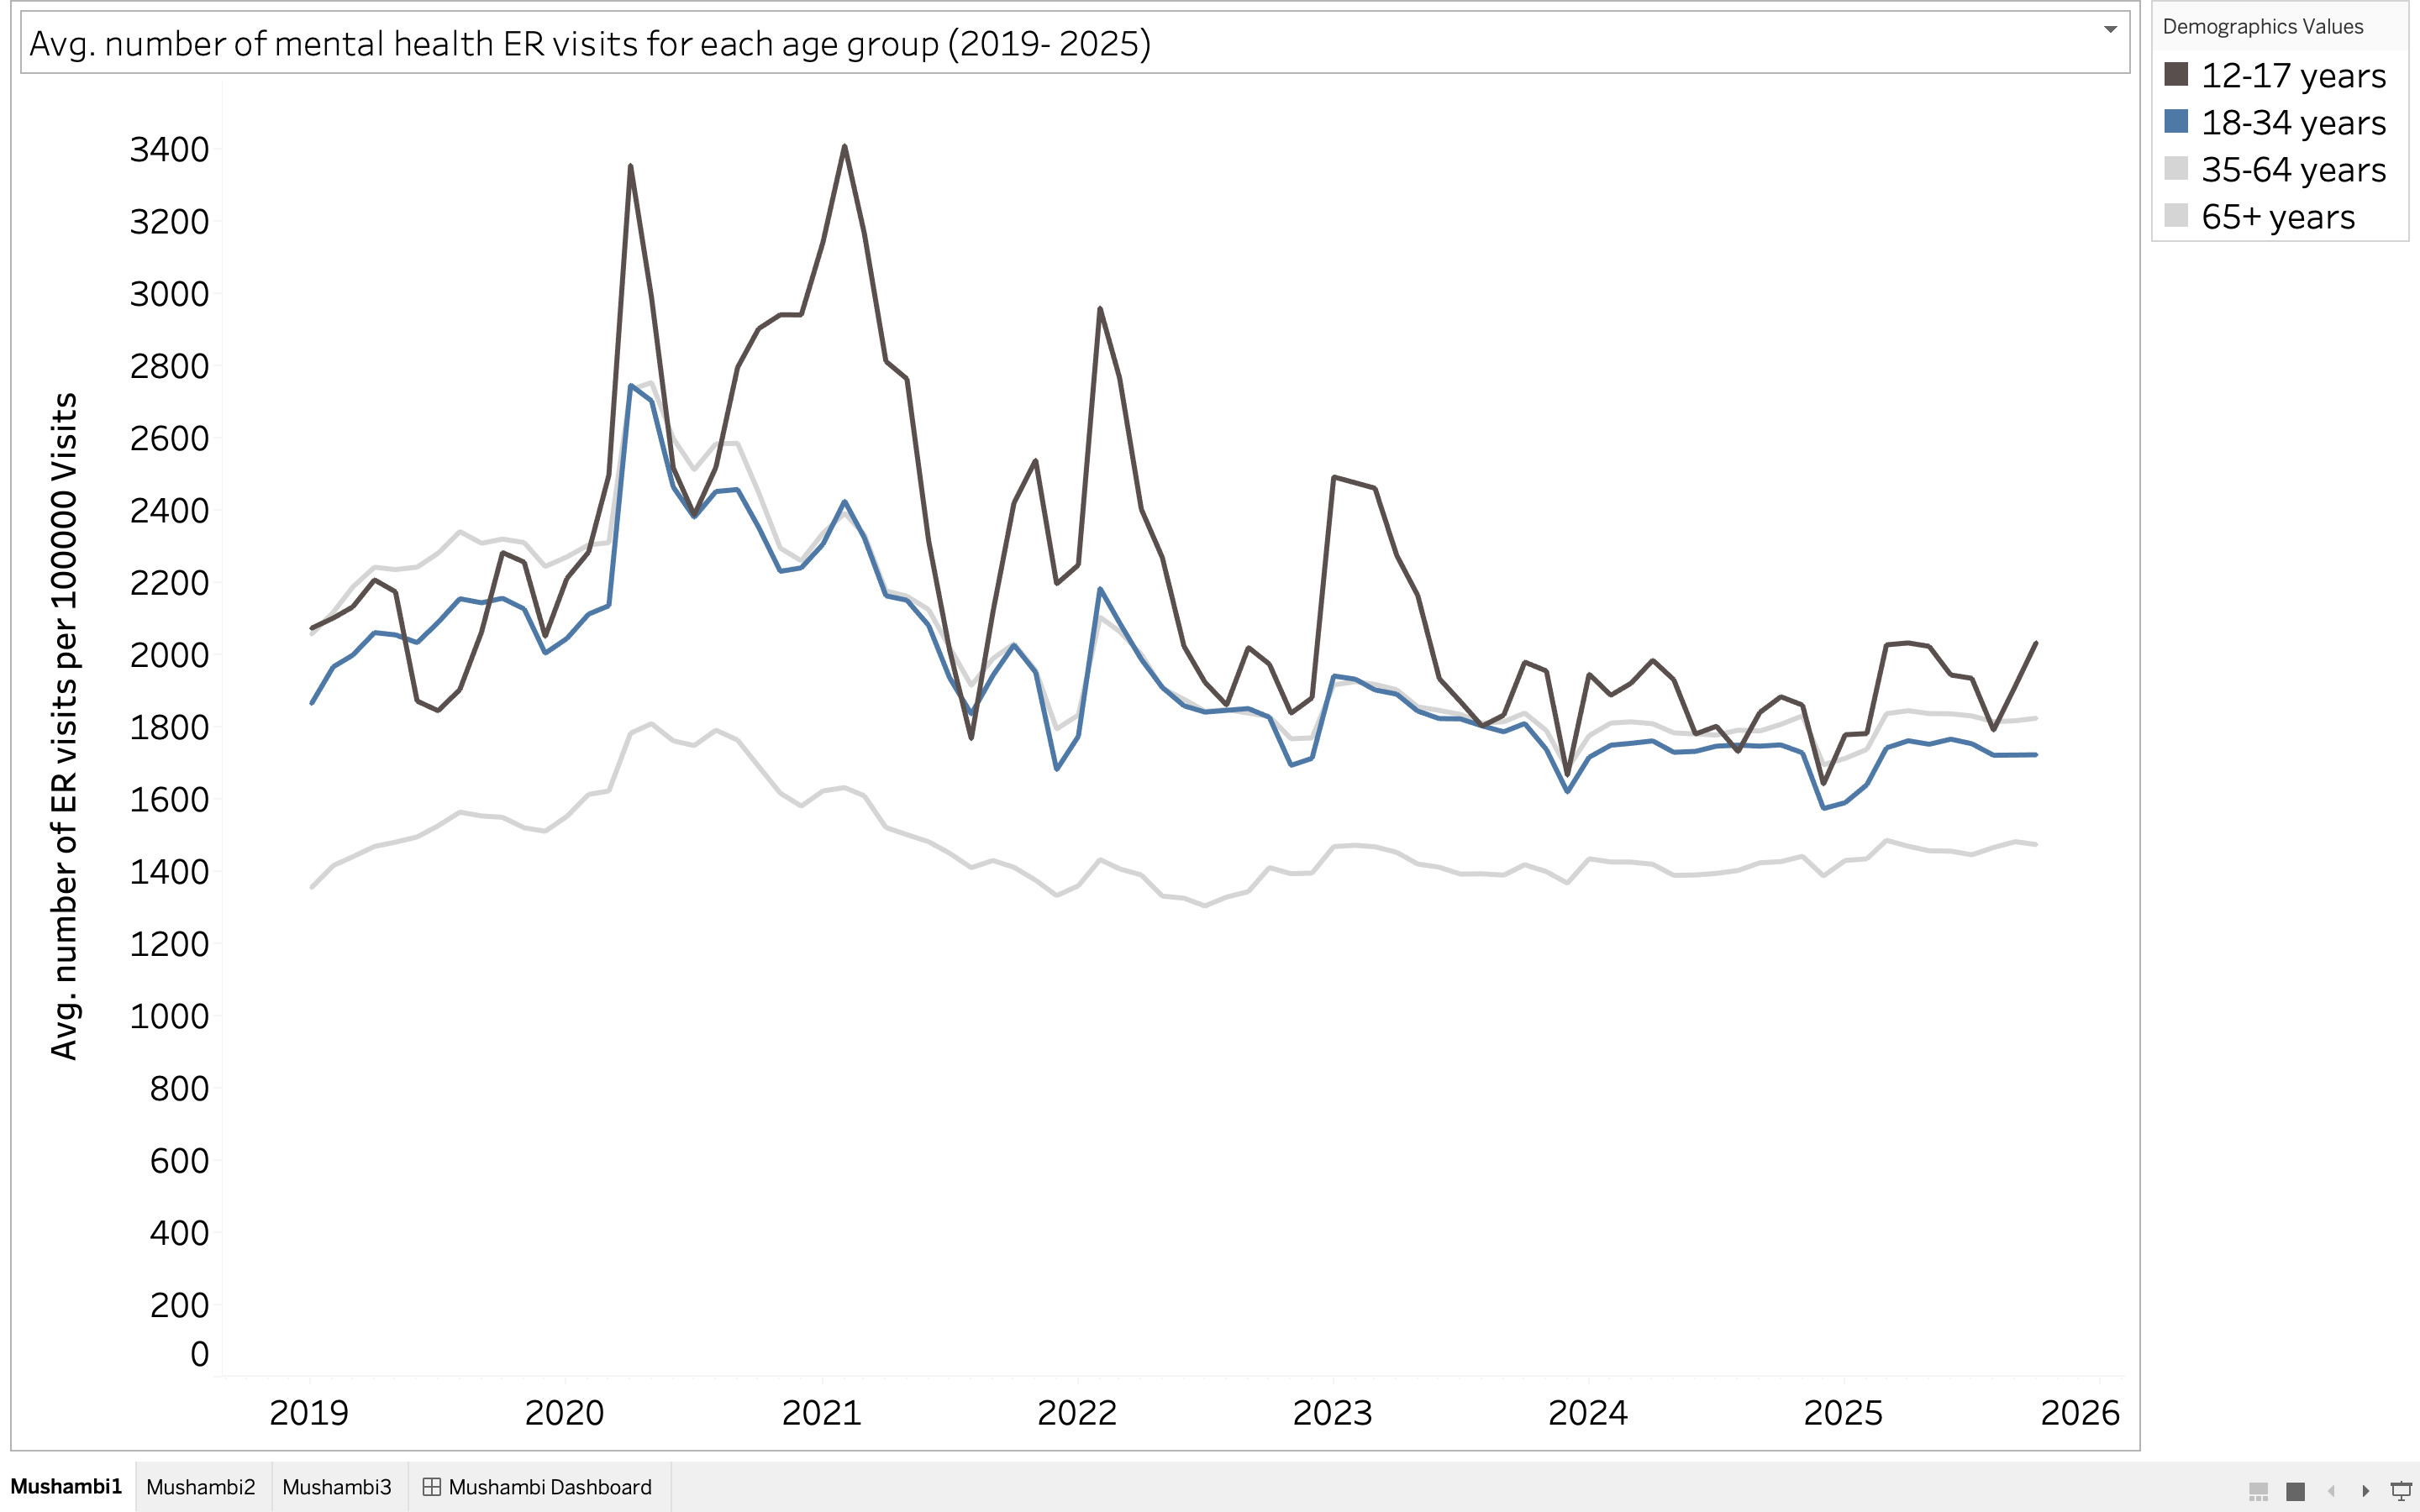 Avg. number of mental health ER visits for each age group (2019- 2025)
Demographics Values
12-17 years
18-34 years
35-64 years
65+ years
Avg. number of ER visits per 100000 Visits
3400
3200
3000
2800
2600
2400
2200
2000
1800
1600
1400
1200
1000
800
600
400
200
0
2019 2020 2021 2022 2023 2024 2025 2026
Mushambi1 Mushambi2 Mushambi3 Mushambi Dashboard